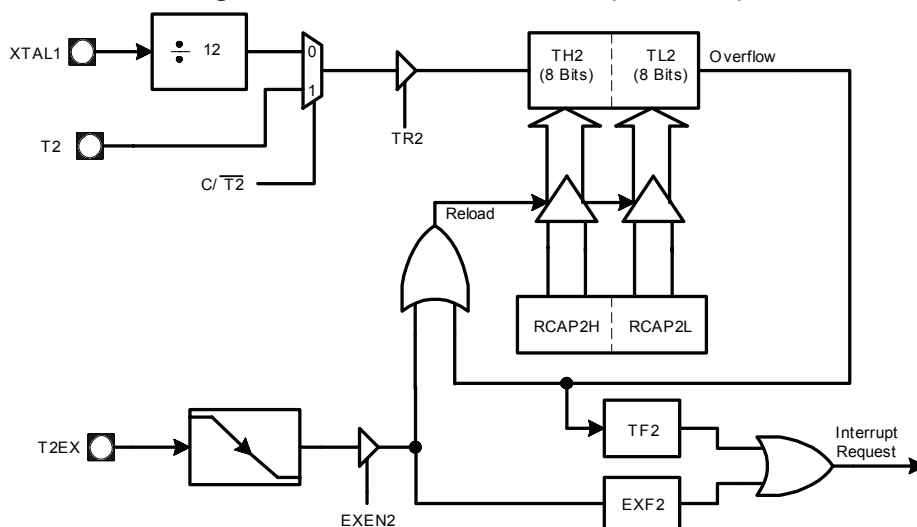 XTAL1
÷ 12
0
1
T2
C/T2
TR2
TH2
(8 Bits)
TL2
(8 Bits)
Overflow
Reload
RCAP2H
RCAP2L
T2EX
EXEN2
TF2
EXF2
Interrupt
Request